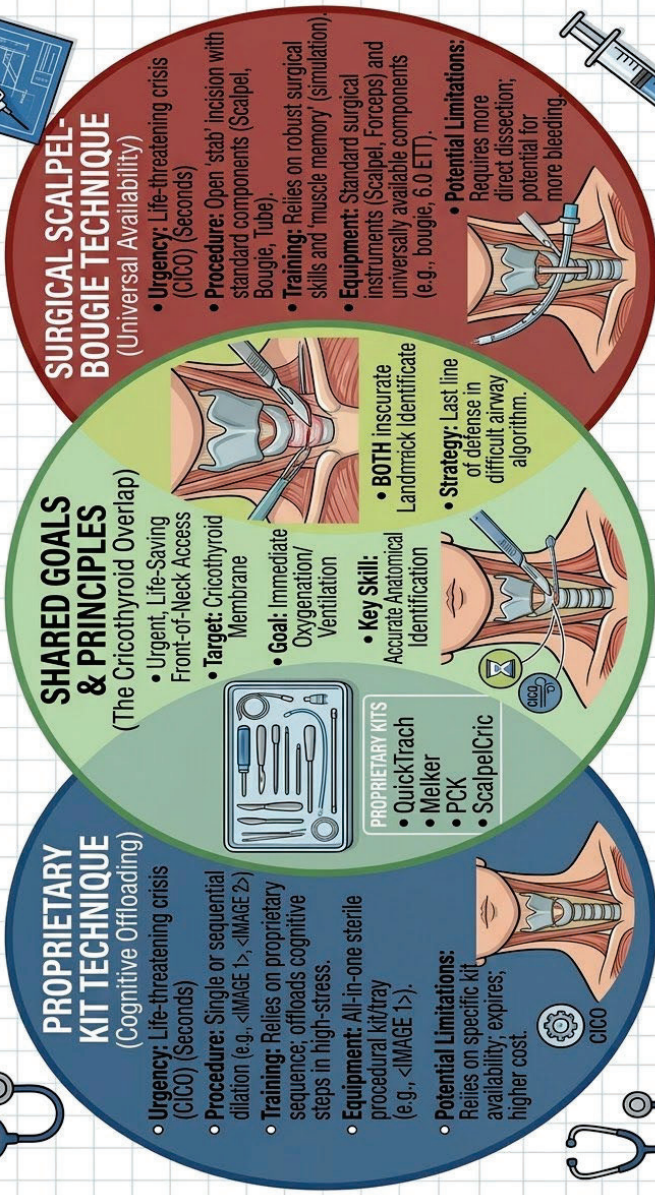 PROPRIETARY
KIT TECHNIQUE
(Cognitive Offloading)
Urgency: Life-threatening crisis
(CICO) (Seconds)
Procedure: Single or sequential
dilation (e.g., <IMAGE 1>, <IMAGE 2>)
Training: Relies on proprietary
sequence; offloads cognitive
steps in high-stress.
Equipment: All-in-one sterile
procedural kit/tray
(e.g., <IMAGE 1>).
Potential Limitations:
Reiies on specific kit
availability; expires;
higher cost.
CICO
SHARED GOALS
& PRINCIPLES
(The Cricothyroid Overlap)
• Urgent, Life-Saving
Front-of-Neck Access
• Target: Cricothyroid
Membrane
• Goal: Immediate
Oxygenation/
Ventilation
• Key Skill:
Accurate Anatomical
Identification
PROPRIETARY KITS
• QuickTrach
• Melker
• PCK
• ScalpelCric
CICO
• BOTH inscurate
Landmrick Identificate
• Strategy: Last line
of defense in
difficult airway
algorithm.
SURGICAL SCALPEL-
BOUGIE TECHNIQUE
(Universal Availability)
• Urgency: Life-threatening crisis
(CICO) (Seconds)
• Procedure: Open 'stab' incision with
standard components (Scalpel,
Bougie, Tube).
• Training: Relies on robust surgical
skills and 'muscle memory' (simulation).
• Equipment: Standard surgical
instruments (Scalpel, Forceps) and
universally available components
(e.g., bougie, 6.0 ETT).
• Potential Limitations:
Requires more
direct dissection;
potential for
more bleeding.